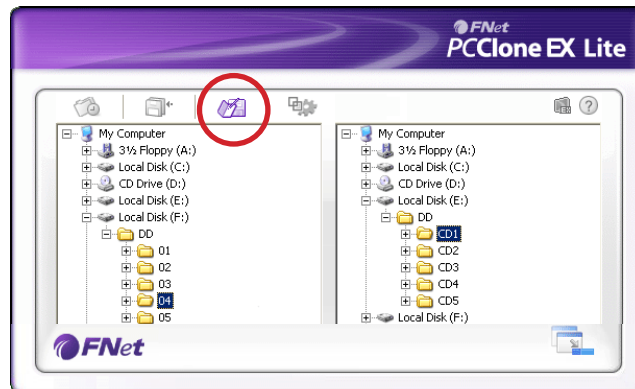 FNet
PCClone EX Lite
My Computer
3½ Floppy (A:)
Local Disk (C:)
CD Drive (D:)
Local Disk (E:)
Local Disk (F:)
DD
01
02
03
04
05
My Computer
3½ Floppy (A:)
Local Disk (C:)
CD Drive (D:)
Local Disk (E:)
DD
CD1
CD2
CD3
CD4
CD5
Local Disk (F:)
FNet